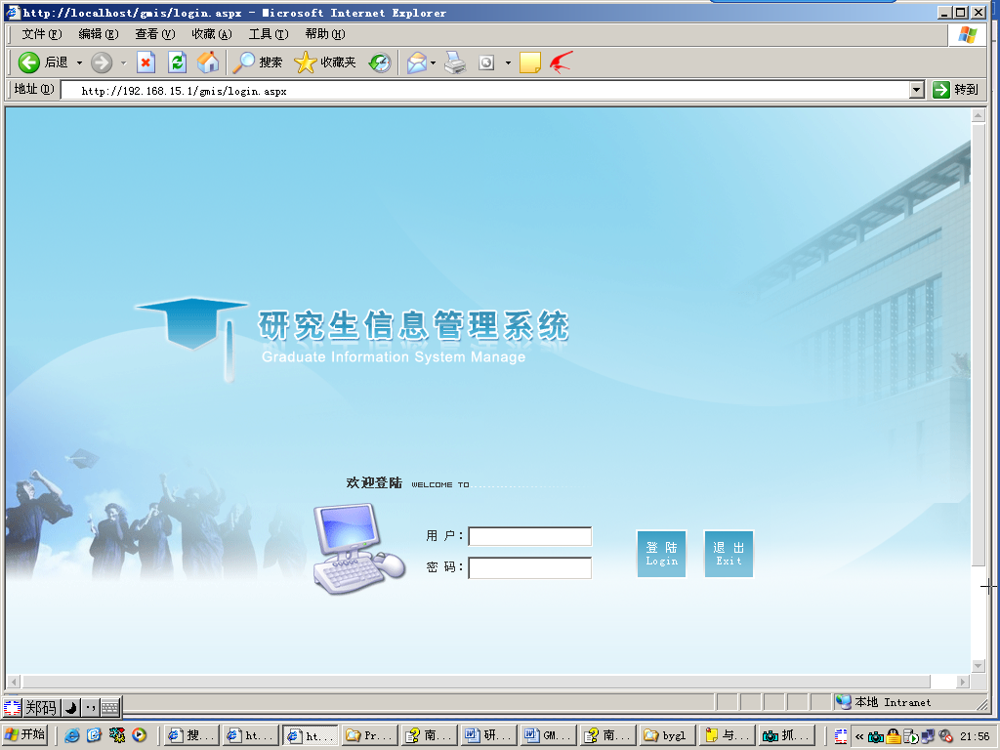 http://localhost/gmis/login.aspx - Microsoft Internet Explorer
文件(F) 编辑(E) 查看(V) 收藏(A) 工具(T) 帮助(H)
后退 搜索 收藏夹
地址(D) http://192.168.15.1/gmis/login.aspx 转到
研究生信息管理系统
Graduate Information System Manage
欢迎登陆 WELCOME TO
用 户：
密 码：
登 陆
Login
退 出
Exit
本地 Intranet
郑码
开始 搜... ht... ht... Pr... 南... 研... GM... 南... bygl 与... 抓... « 21:56